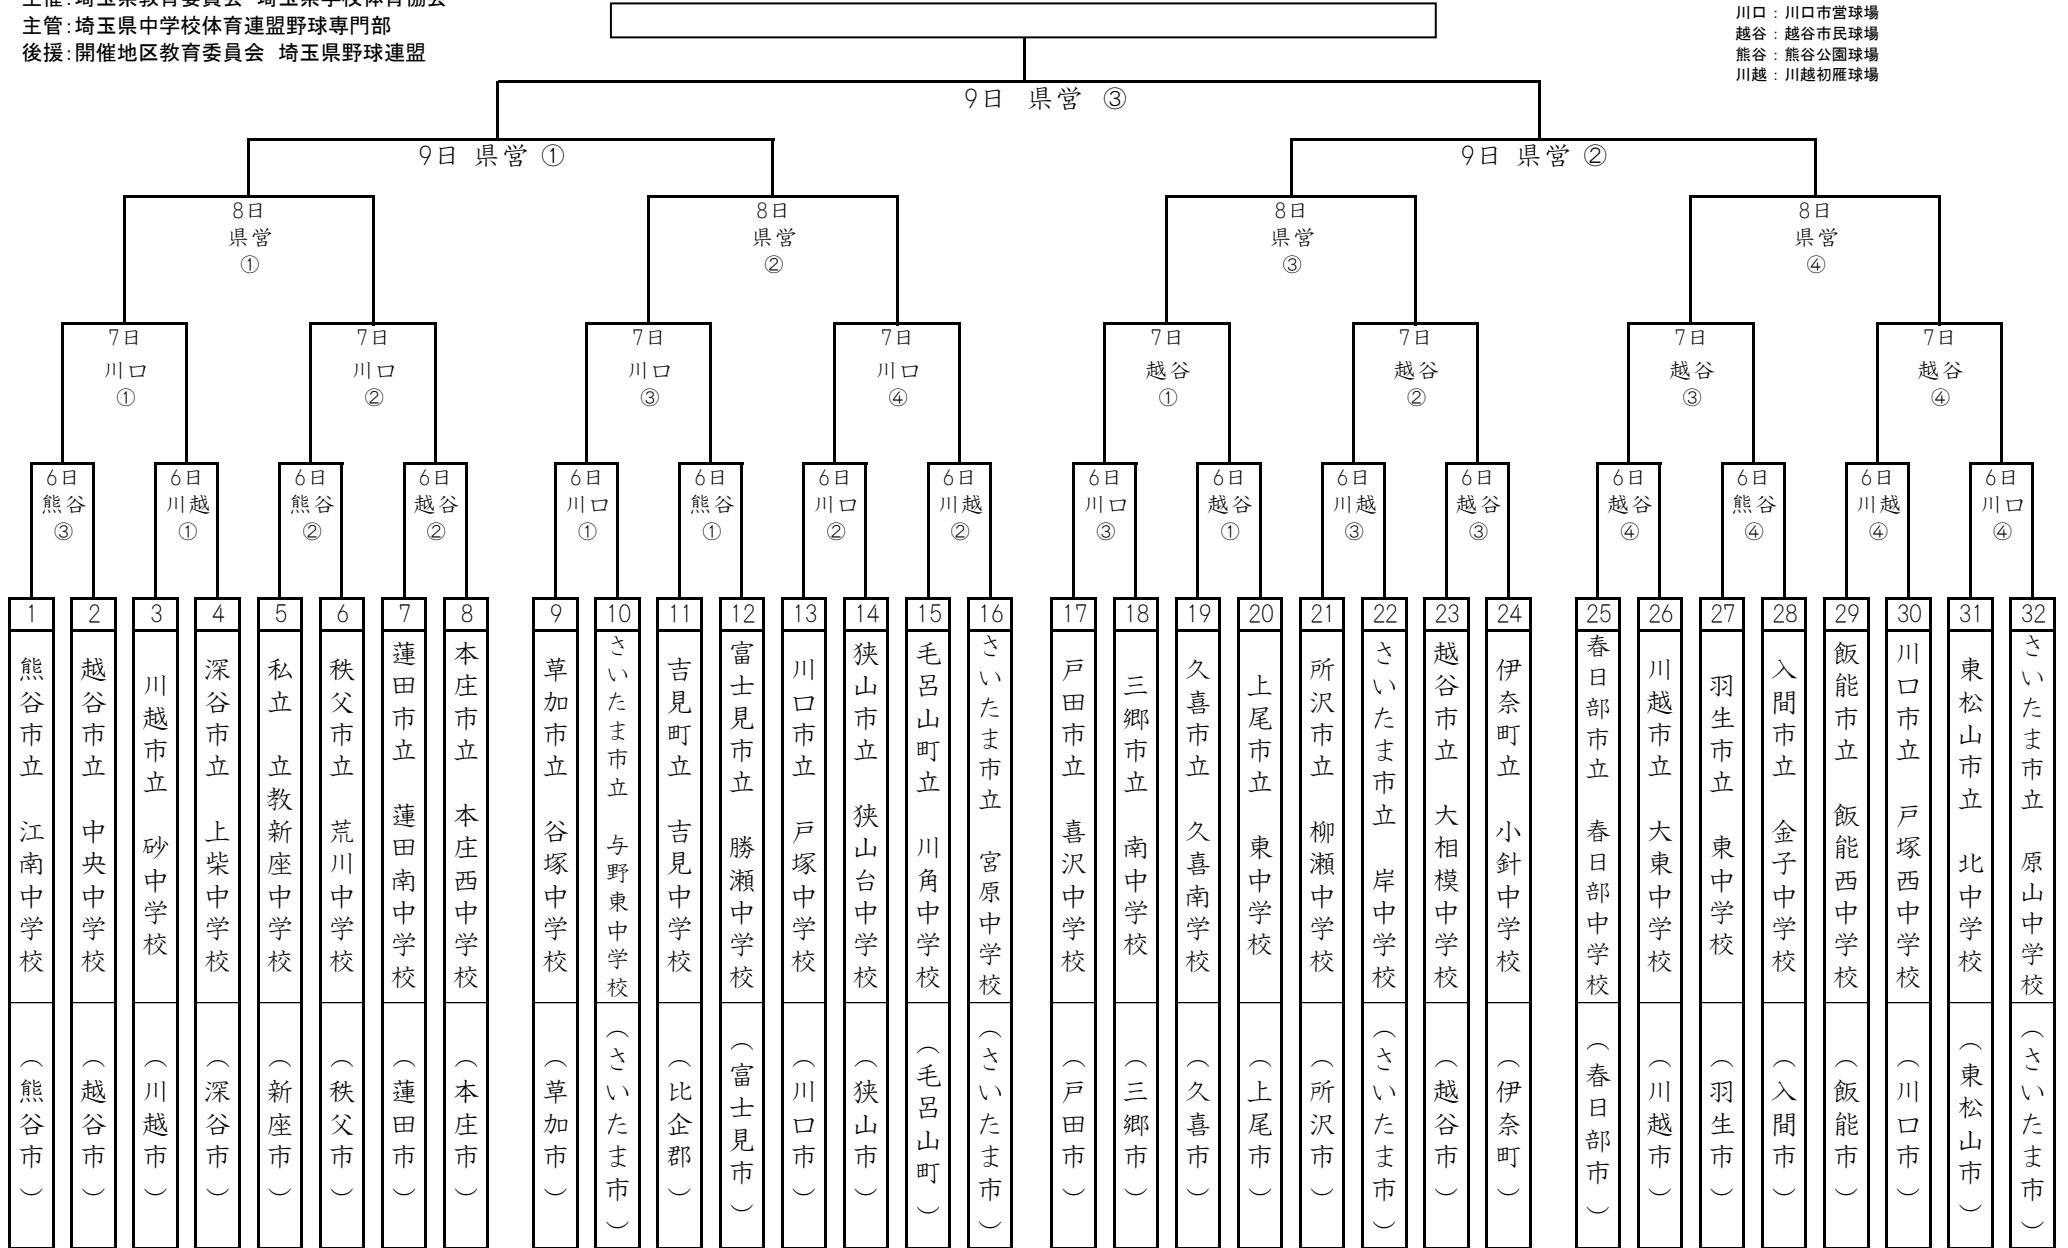 主催：埼玉県教育委員会 埼玉県学校体育協会
主管：埼玉県中学校体育連盟野球専門部
後援：開催地区教育委員会 埼玉県野球連盟
川口：川口市営球場
越谷：越谷市民球場
熊谷：熊谷公園球場
川越：川越初雁球場
9日 県営 ③
9日 県営 ①
9日 県営 ②
8日
県営
①
8日
県営
②
8日
県営
③
8日
県営
④
7日
川口
①
7日
川口
②
7日
川口
③
7日
川口
④
7日
越谷
①
7日
越谷
②
7日
越谷
③
7日
越谷
④
6日
熊谷
③
6日
川越
①
6日
熊谷
②
6日
越谷
②
6日
川口
①
6日
熊谷
①
6日
川口
②
6日
川越
②
6日
川口
③
6日
越谷
①
6日
川越
③
6日
越谷
③
6日
越谷
④
6日
熊谷
④
6日
川越
④
6日
川口
④
1
熊谷市立 江南中学校
（熊谷市）
2
越谷市立 中央中学校
（越谷市）
3
川越市立 砂中学校
（川越市）
4
深谷市立 上柴中学校
（深谷市）
5
私立 立教新座中学校
（新座市）
6
秩父市立 荒川中学校
（秩父市）
7
蓮田市立 蓮田南中学校
（蓮田市）
8
本庄市立 本庄西中学校
（本庄市）
9
草加市立 谷塚中学校
（草加市）
10
さいたま市立 与野東中学校
（さいたま市）
11
吉見町立 吉見中学校
（比企郡）
12
富士見市立 勝瀬中学校
（富士見市）
13
川口市立 戸塚中学校
（川口市）
14
狭山市立 狭山台中学校
（狭山市）
15
毛呂山町立 川角中学校
（毛呂山町）
16
さいたま市立 宮原中学校
（さいたま市）
17
戸田市立 喜沢中学校
（戸田市）
18
三郷市立 南中学校
（三郷市）
19
久喜市立 久喜南学校
（久喜市）
20
上尾市立 東中学校
（上尾市）
21
所沢市立 柳瀬中学校
（所沢市）
22
さいたま市立 岸中学校
（さいたま市）
23
越谷市立 大相模中学校
（越谷市）
24
伊奈町立 小針中学校
（伊奈町）
25
春日部市立 春日部中学校
（春日部市）
26
川越市立 大東中学校
（川越市）
27
羽生市立 東中学校
（羽生市）
28
入間市立 金子中学校
（入間市）
29
飯能市立 飯能西中学校
（飯能市）
30
川口市立 戸塚西中学校
（川口市）
31
東松山市立 北中学校
（東松山市）
32
さいたま市立 原山中学校
（さいたま市）